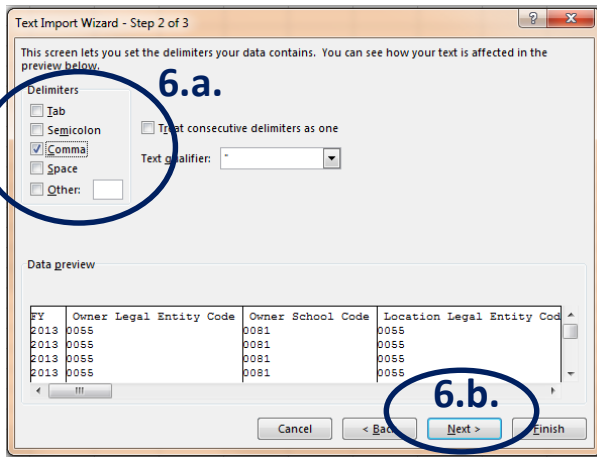 Text Import Wizard - Step 2 of 3
This screen lets you set the delimiters your data contains. You can see how your text is affected in the
preview below.
6.a.
Delimiters
Tab
Semicolon
Treat consecutive delimiters as one
Comma
Text qualifier: "
Space
Other:
Data preview
FY Owner Legal Entity Code Owner School Code Location Legal Entity Cod
2013 0055 0081 0055
2013 0055 0081 0055
2013 0055 0081 0055
2013 0055 0081 0055
6.b.
Cancel < Back Next > Finish